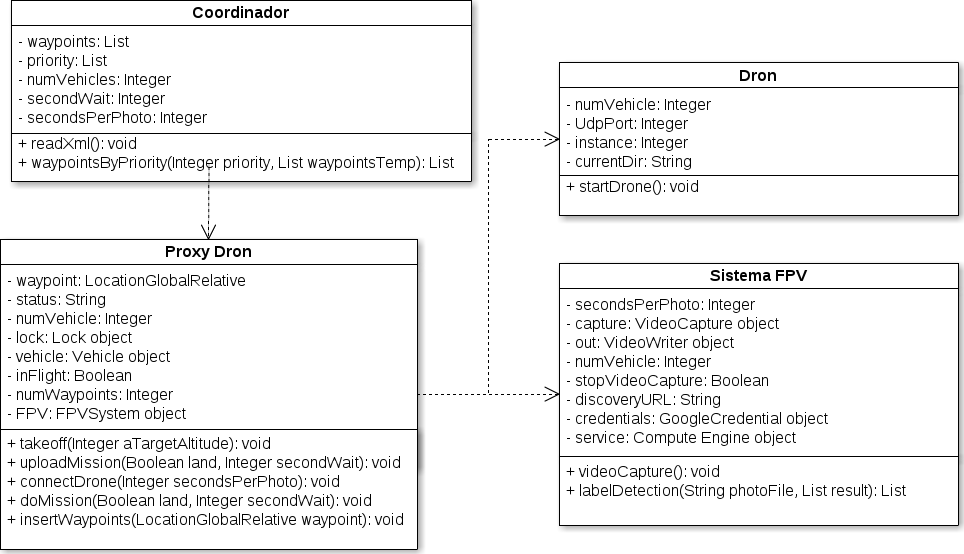 Coordinador
- waypoints: List
- priority: List
- numVehicles: Integer
- secondWait: Integer
- secondsPerPhoto: Integer
+ readXml(): void
+ waypointsByPriority(Integer priority, List waypointsTemp): List
Proxy Dron
- waypoint: LocationGlobalRelative
- status: String
- numVehicle: Integer
- lock: Lock object
- vehicle: Vehicle object
- inFlight: Boolean
- numWaypoints: Integer
- FPV: FPVSystem object
+ takeoff(Integer aTargetAltitude): void
+ uploadMission(Boolean land, Integer secondWait): void
+ connectDrone(Integer secondsPerPhoto): void
+ doMission(Boolean land, Integer secondWait): void
+ insertWaypoints(LocationGlobalRelative waypoint): void
Dron
- numVehicle: Integer
- UdpPort: Integer
- instance: Integer
- currentDir: String
+ startDrone(): void
Sistema FPV
- secondsPerPhoto: Integer
- capture: VideoCapture object
- out: VideoWriter object
- numVehicle: Integer
- stopVideoCapture: Boolean
- discoveryURL: String
- credentials: GoogleCredential object
- service: Compute Engine object
+ videoCapture(): void
+ labelDetection(String photoFile, List result): List